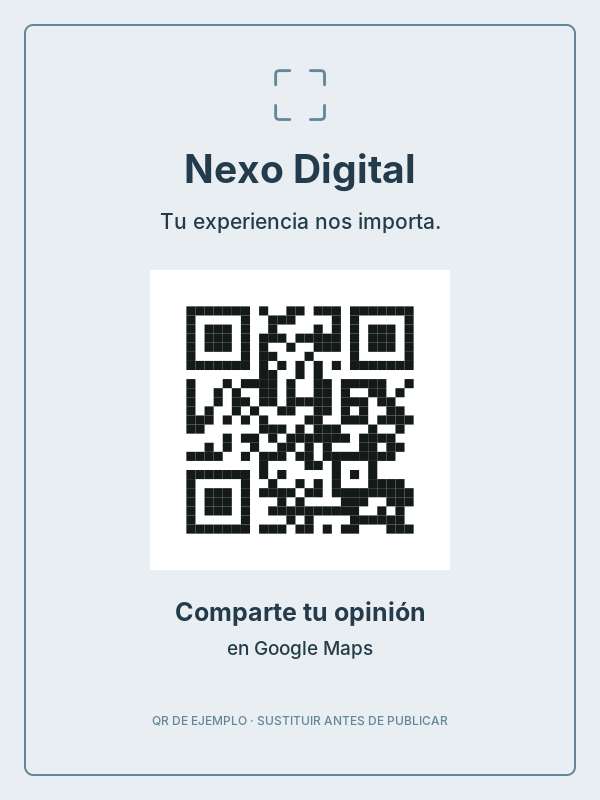 Nexo Digital
Tu experiencia nos importa.
Comparte tu opinión
en Google Maps
QR DE EJEMPLO · SUSTITUIR ANTES DE PUBLICAR